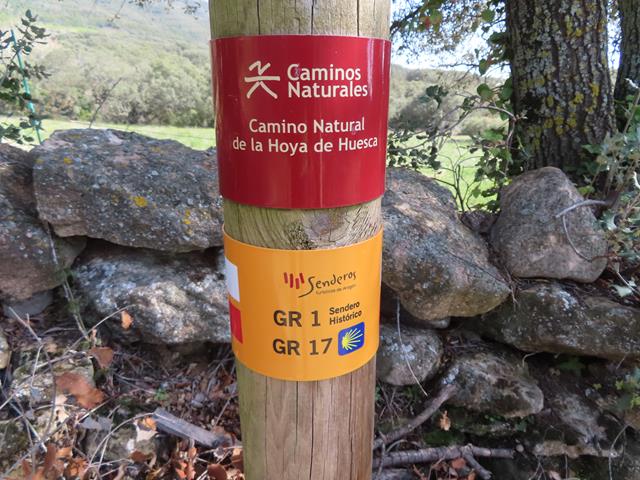 Caminos
Naturales
Camino Natural
de la Hoya de Huesca
Senderos
turísticos de Aragón
GR 1 Sendero
Histórico
GR 17